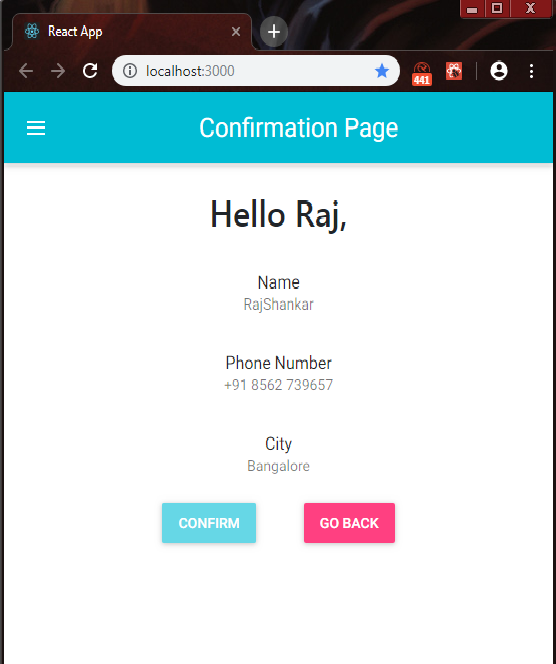 React App
X
localhost:3000
441
Confirmation Page
Hello Raj,
Name
RajShankar
Phone Number
+91 8562 739657
City
Bangalore
CONFIRM
GO BACK